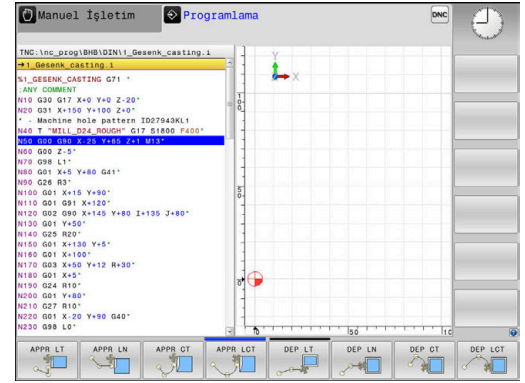 Manuel İşletim
Programlama
DNC
TNC:\nc_prog\BHB\DIN\1_Gesenk_casting.i
→1_Gesenk_casting.i
%1_GESENK_CASTING G71 *
;ANY COMMENT
N10 G30 G17 X+0 Y+0 Z-20*
N20 G31 X+150 Y+100 Z+0*
* - Machine hole pattern ID27943KL1
N40 T "MILL_D24_ROUGH" G17 S1800 F400*
N50 G00 G90 X-25 Y+85 Z+1 M13*
N60 G00 Z-5*
N70 G98 L1*
N80 G01 X+5 Y+80 G41*
N90 G26 R3*
N100 G01 X+15 Y+90*
N110 G01 G91 X+120*
N120 G02 G90 X+145 Y+80 I+135 J+80*
N130 G01 Y+50*
N140 G25 R20*
N150 G01 X+130 Y+5*
N160 G01 X+100*
N170 G03 X+50 Y+12 R+30*
N180 G01 X+5*
N190 G24 R10*
N200 G01 Y+80*
N210 G27 R10*
N220 G01 X-20 Y+90 G40*
N230 G98 L0*
Y
X
100
50
0
0
50
10
APPR LT
APPR LN
APPR CT
APPR LCT
DEP LT
DEP LN
DEP CT
DEP LCT